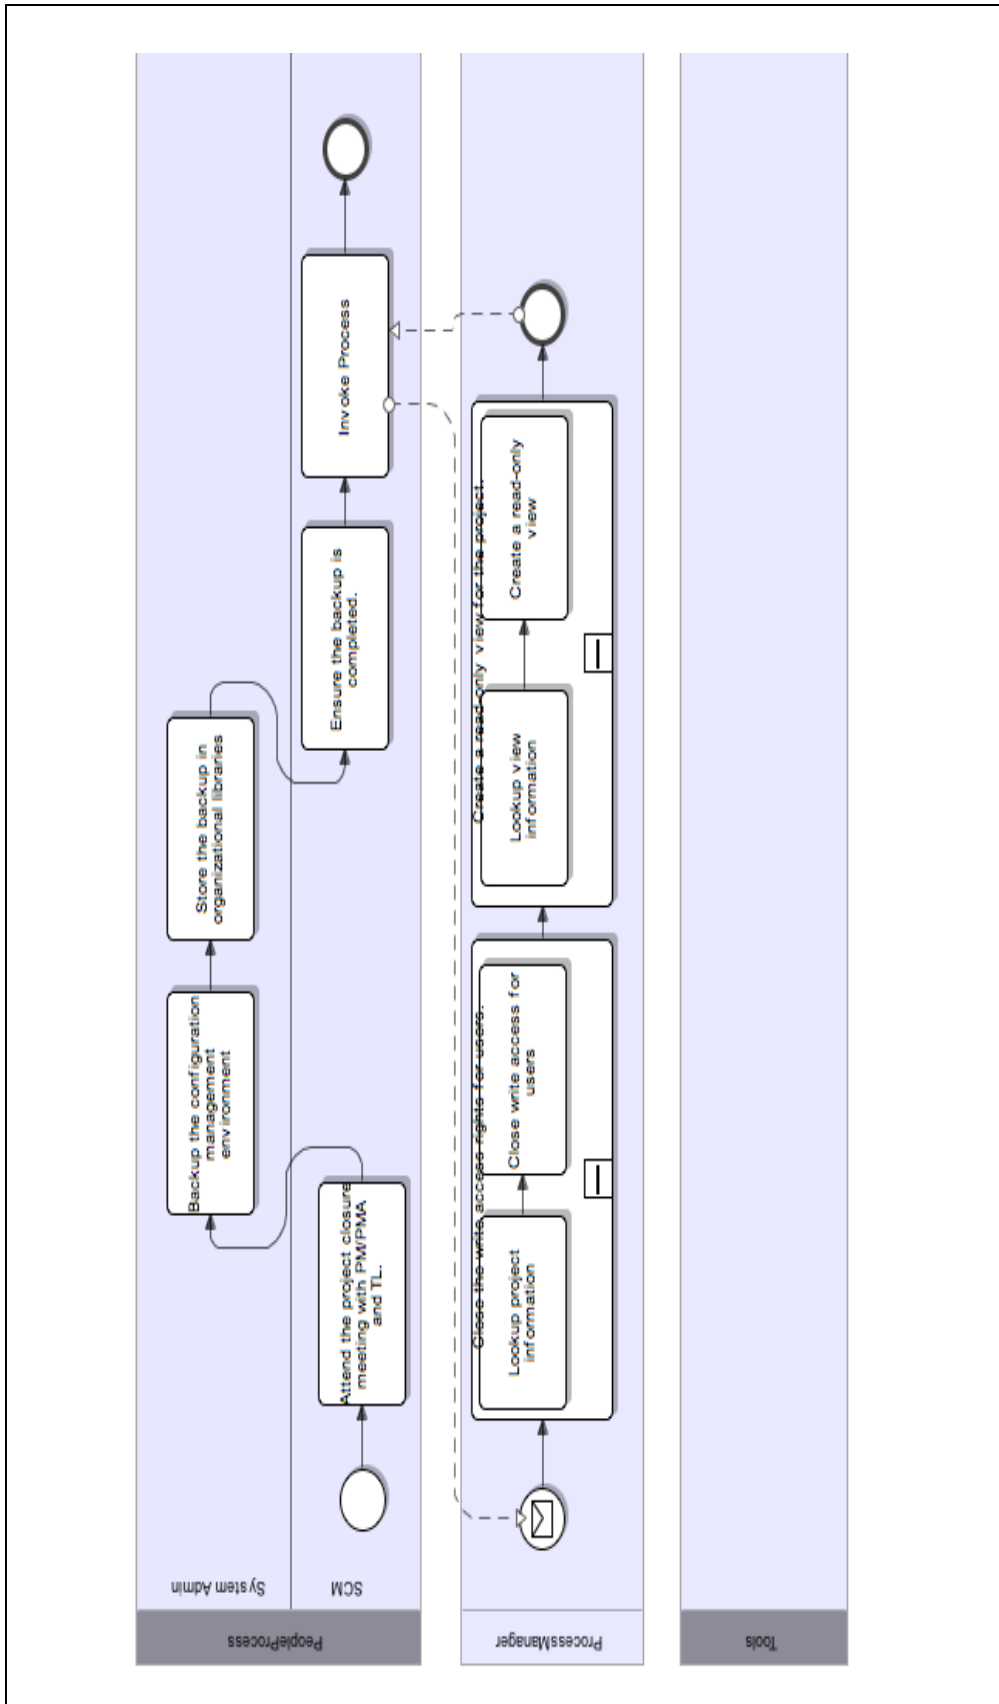 PeopleProcess
System Admin
SCM
Backup the configuration
management
environment
Store the backup in
organizational libraries
Attend the project closure
meeting with PM/PMA
and TL.
Ensure the backup is
completed.
Invoke Process
ProcessManager
Close the write access rights for users.
Lookup project
information
Close write access for
users
Create a read-only view for the project.
Lookup view
information
Create a read-only
view
Tools